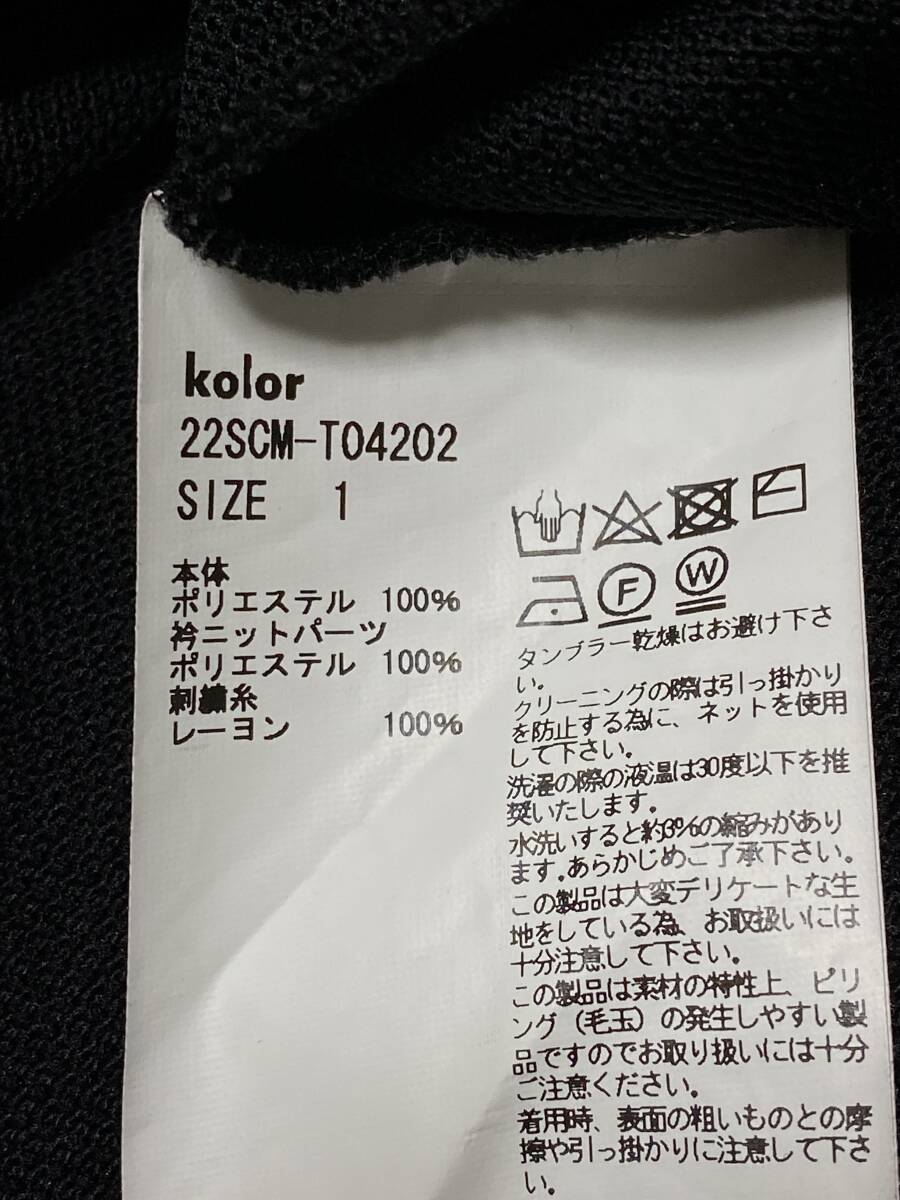 kolor
22SCM-T04202
SIZE 1
本体
ポリエステル 100%
衿ニットパーツ
ポリエステル 100%
刺繍糸
レーヨン 100%
F
W
タンブラー乾燥はお避け下さ
い。
クリーニングの際は引っ掛かり
を防止する為に、ネットを使用
して下さい。
洗濯の際の液温は30度以下を推
奨いたします。
水洗いすると約3%の縮みがあり
ます。あらかじめご了承下さい。
この製品は大変デリケートな生
地をしている為、お取扱いには
十分注意して下さい。
この製品は素材の特性上、ピリ
ング（毛玉）の発生しやすい製
品ですのでお取り扱いには十分
ご注意ください。
着用時、表面の粗いものとの摩
擦や引っ掛かりに注意して下さ
い。